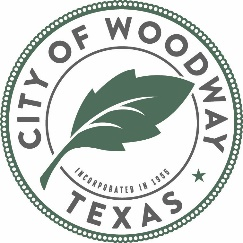 CITY OF WOODWAY
INCORPORATED IN 1955
TEXAS